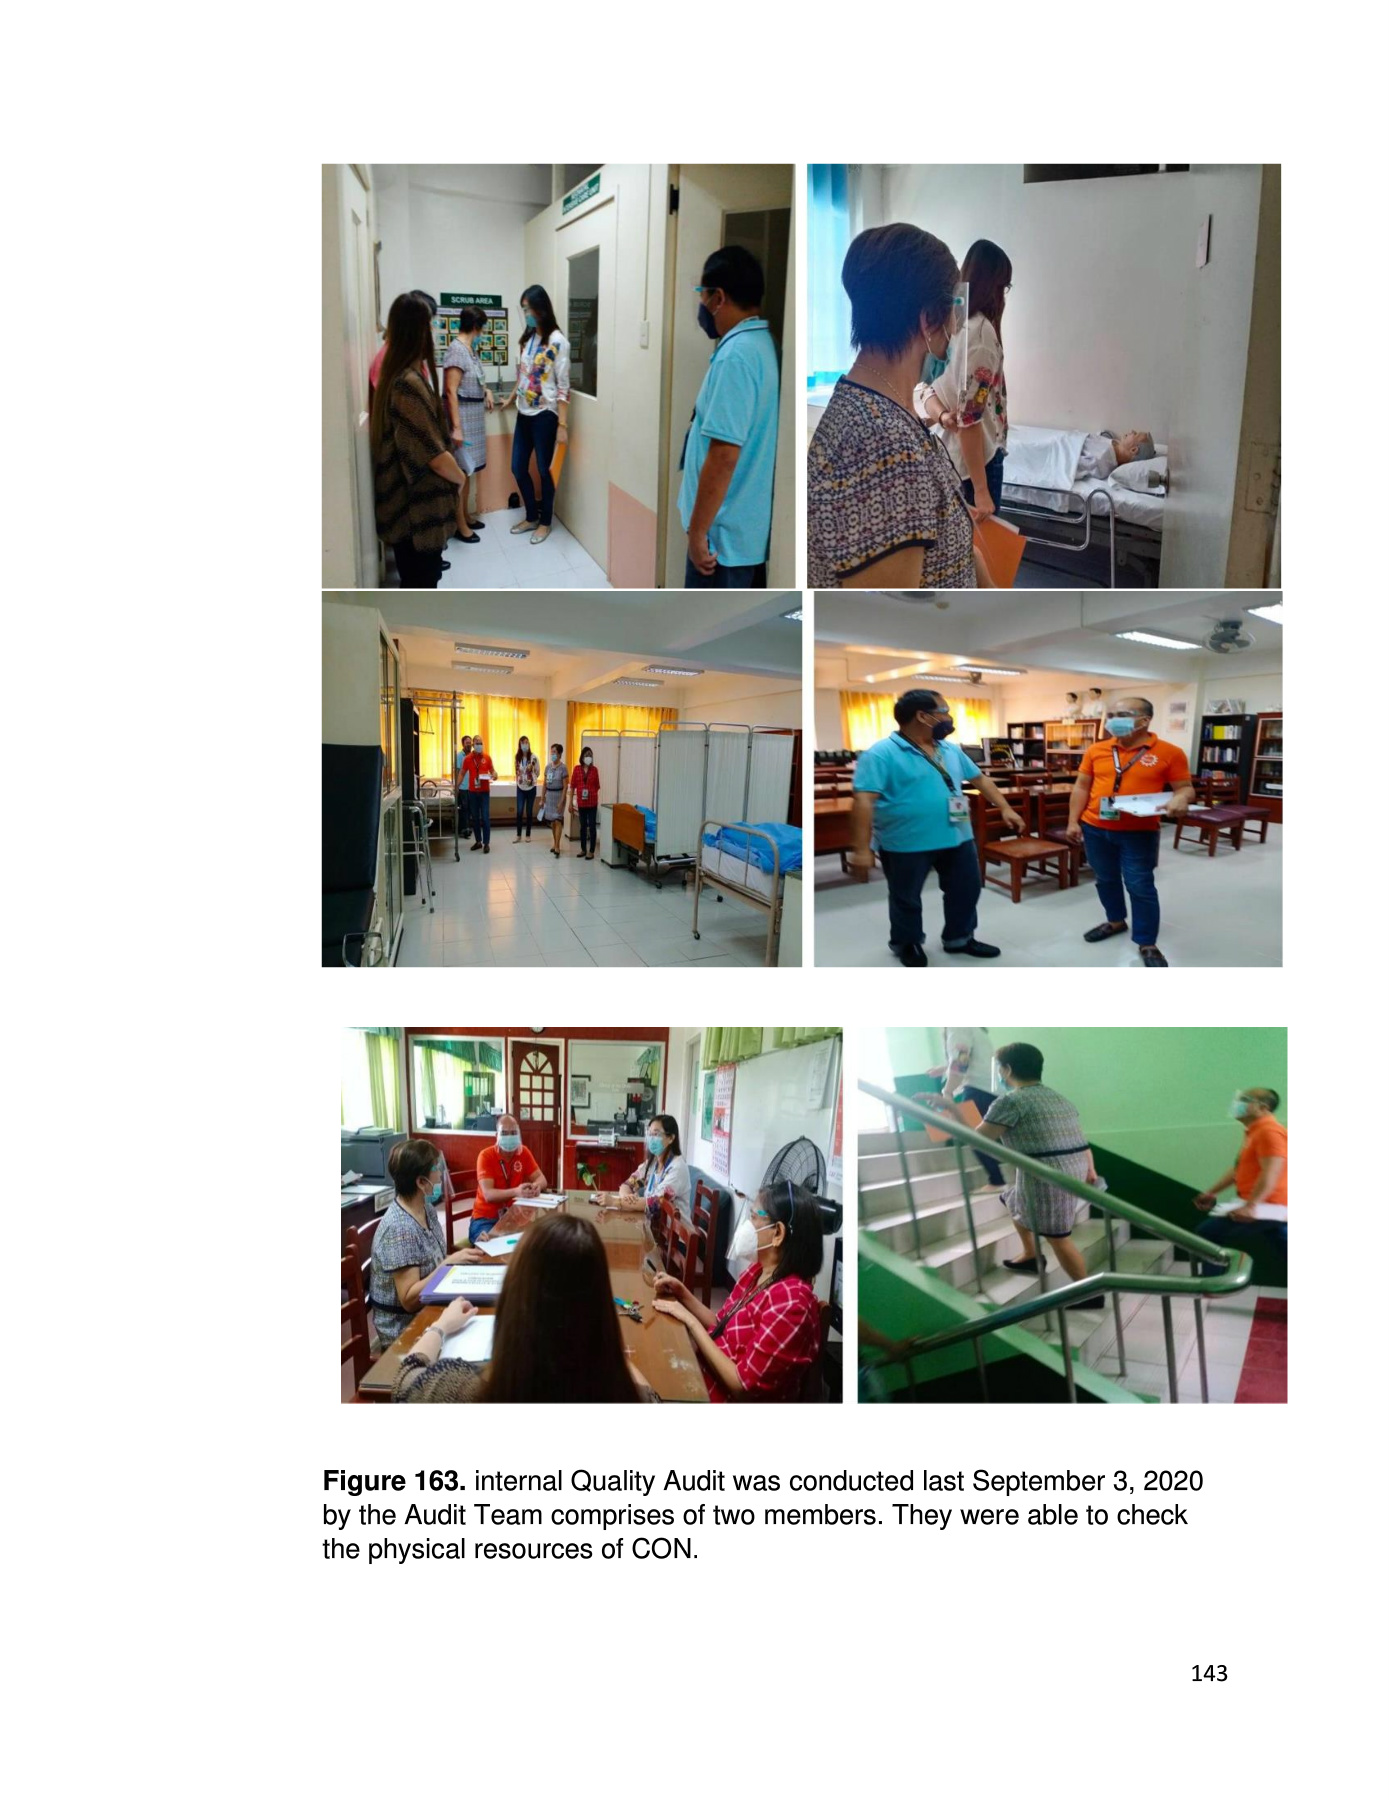 SCRUB AREA
Figure 163. internal Quality Audit was conducted last September 3, 2020
by the Audit Team comprises of two members. They were able to check
the physical resources of CON.
143